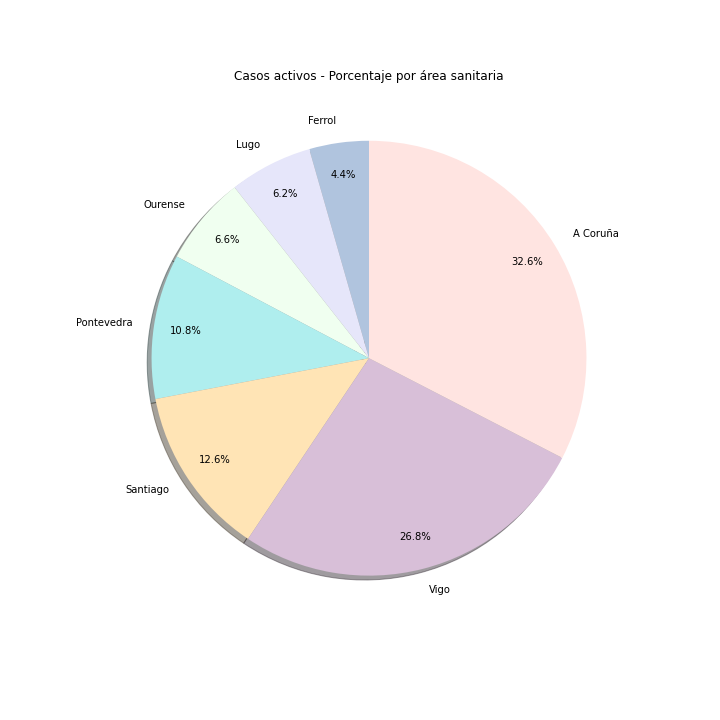 Casos activos - Porcentaje por área sanitaria
Ferrol
4.4%
Lugo
6.2%
Ourense
6.6%
Pontevedra
10.8%
Santiago
12.6%
Vigo
26.8%
A Coruña
32.6%